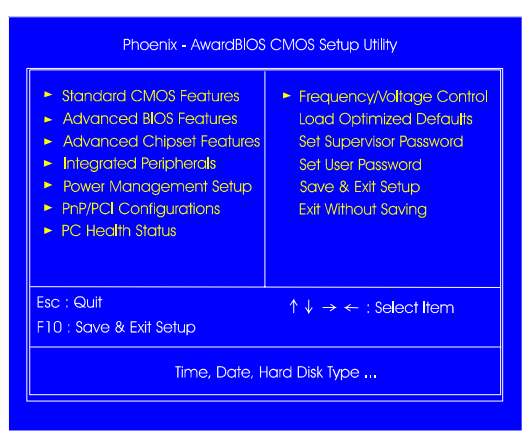 Phoenix - AwardBIOS CMOS Setup Utility
► Standard CMOS Features
► Advanced BIOS Features
► Advanced Chipset Features
► Integrated Peripherals
► Power Management Setup
► PnP/PCI Configurations
► PC Health Status
► Frequency/Voltage Control
Load Optimized Defaults
Set Supervisor Password
Set User Password
Save & Exit Setup
Exit Without Saving
Esc : Quit
F10 : Save & Exit Setup
↑ ↓ → ← : Select Item
Time, Date, Hard Disk Type ...